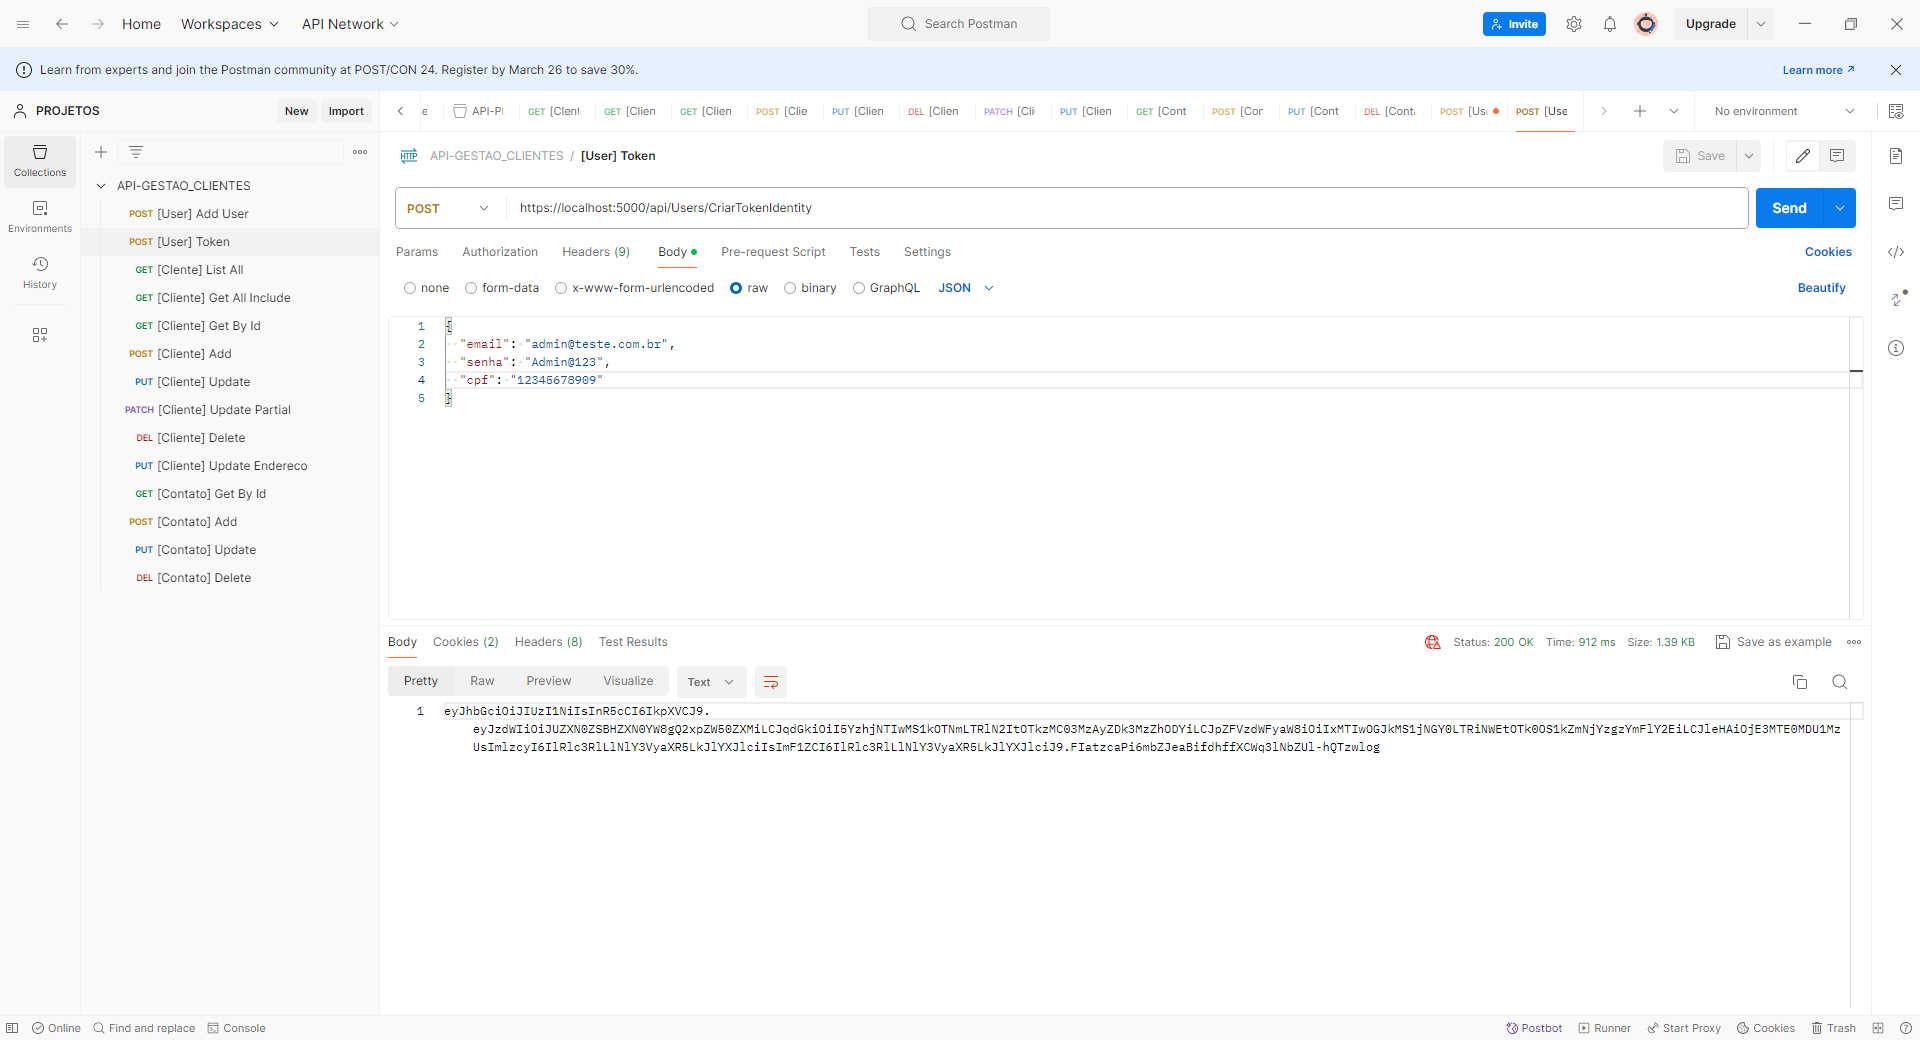 Home
Workspaces
API Network
Search Postman
Invite
Upgrade
Learn from experts and join the Postman community at POST/CON 24. Register by March 26 to save 30%.
Learn more
PROJETOS
New
Import
e
API-P
GET [Client
GET [Clien
GET [Clien
POST [Clie
PUT [Clien
DEL [Clien
PATCH [Cli
PUT [Clien
GET [Cont
POST [Cor
PUT [Cont
DEL [Conta
POST [Us
POST [Use
No environment
Collections
Environments
History
API-GESTAO_CLIENTES
POST [User] Add User
POST [User] Token
GET [Clente] List All
GET [Cliente] Get All Include
GET [Cliente] Get By Id
POST [Cliente] Add
PUT [Cliente] Update
PATCH [Cliente] Update Partial
DEL [Cliente] Delete
PUT [Cliente] Update Endereco
GET [Contato] Get By Id
POST [Contato] Add
PUT [Contato] Update
DEL [Contato] Delete
HTTP API-GESTAO_CLIENTES / [User] Token
Save
POST
https://localhost:5000/api/Users/CriarTokenIdentity
Send
Params
Authorization
Headers (9)
Body
Pre-request Script
Tests
Settings
Cookies
none
form-data
x-www-form-urlencoded
raw
binary
GraphQL
JSON
Beautify
1 {
2 "email": "admin@teste.com.br",
3 "senha": "Admin@123",
4 "cpf": "12345678909"
5 }
Body
Cookies (2)
Headers (8)
Test Results
Status: 200 OK
Time: 912 ms
Size: 1.39 KB
Save as example
Pretty
Raw
Preview
Visualize
Text
1 eyJhbGciOiJIUzI1NiIsInR5cCI6IkpXVCJ9.
eyJzdWIiOiJUZXN0ZSBHZXN0YW8gQ2xpZW50ZXMiLCJqdGkiOiI5YzhjNTIwMS1kOTNmLTRlN2ItOTkzMC03MzAyZDk3MzZhODYiLCJpZFVzdWFyaW8iOiIxMTIwOGJkMS1jNGY0LTRiNWEtOTk0OS1kZmNjYzgzYmFlY2EiLCJleHAiOjE3MTE0MDU1Mz
UsImlzcyI6IlRlc3RlLlNlY3VyaXR5LkJlYXJlciIsImF1ZCI6IlRlc3RlLlNlY3VyaXR5LkJlYXJlciJ9.FIatzcaPi6mbZJeaBifdhffXCWq3lNbZUl-hQTzwlog
Online
Find and replace
Console
Postbot
Runner
Start Proxy
Cookies
Trash